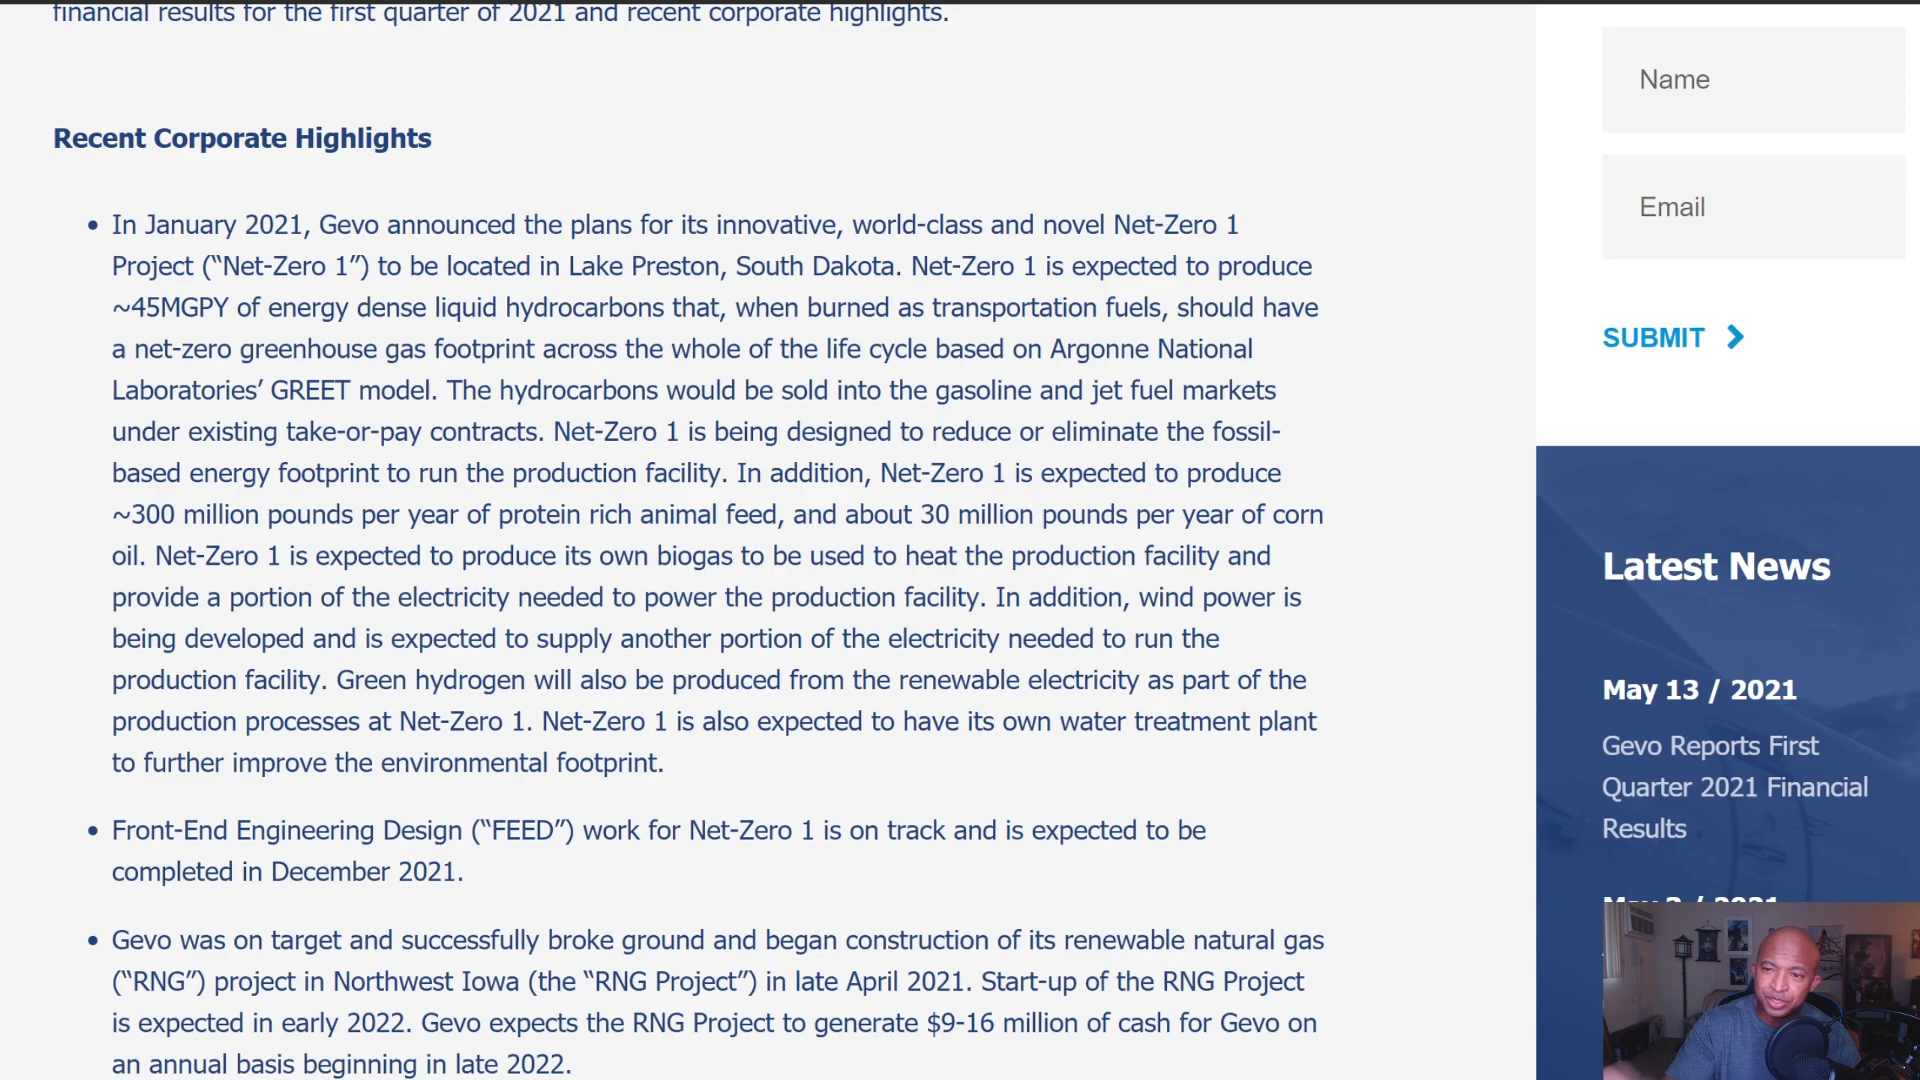 financial results for the first quarter of 2021 and recent corporate highlights.
Recent Corporate Highlights
• In January 2021, Gevo announced the plans for its innovative, world-class and novel Net-Zero 1
Project (“Net-Zero 1”) to be located in Lake Preston, South Dakota. Net-Zero 1 is expected to produce
~45MGPY of energy dense liquid hydrocarbons that, when burned as transportation fuels, should have
a net-zero greenhouse gas footprint across the whole of the life cycle based on Argonne National
Laboratories’ GREET model. The hydrocarbons would be sold into the gasoline and jet fuel markets
under existing take-or-pay contracts. Net-Zero 1 is being designed to reduce or eliminate the fossil-
based energy footprint to run the production facility. In addition, Net-Zero 1 is expected to produce
~300 million pounds per year of protein rich animal feed, and about 30 million pounds per year of corn
oil. Net-Zero 1 is expected to produce its own biogas to be used to heat the production facility and
provide a portion of the electricity needed to power the production facility. In addition, wind power is
being developed and is expected to supply another portion of the electricity needed to run the
production facility. Green hydrogen will also be produced from the renewable electricity as part of the
production processes at Net-Zero 1. Net-Zero 1 is also expected to have its own water treatment plant
to further improve the environmental footprint.
• Front-End Engineering Design (“FEED”) work for Net-Zero 1 is on track and is expected to be
completed in December 2021.
• Gevo was on target and successfully broke ground and began construction of its renewable natural gas
(“RNG”) project in Northwest Iowa (the “RNG Project”) in late April 2021. Start-up of the RNG Project
is expected in early 2022. Gevo expects the RNG Project to generate $9-16 million of cash for Gevo on
an annual basis beginning in late 2022.
Name
Email
SUBMIT
Latest News
May 13 / 2021
Gevo Reports First
Quarter 2021 Financial
Results